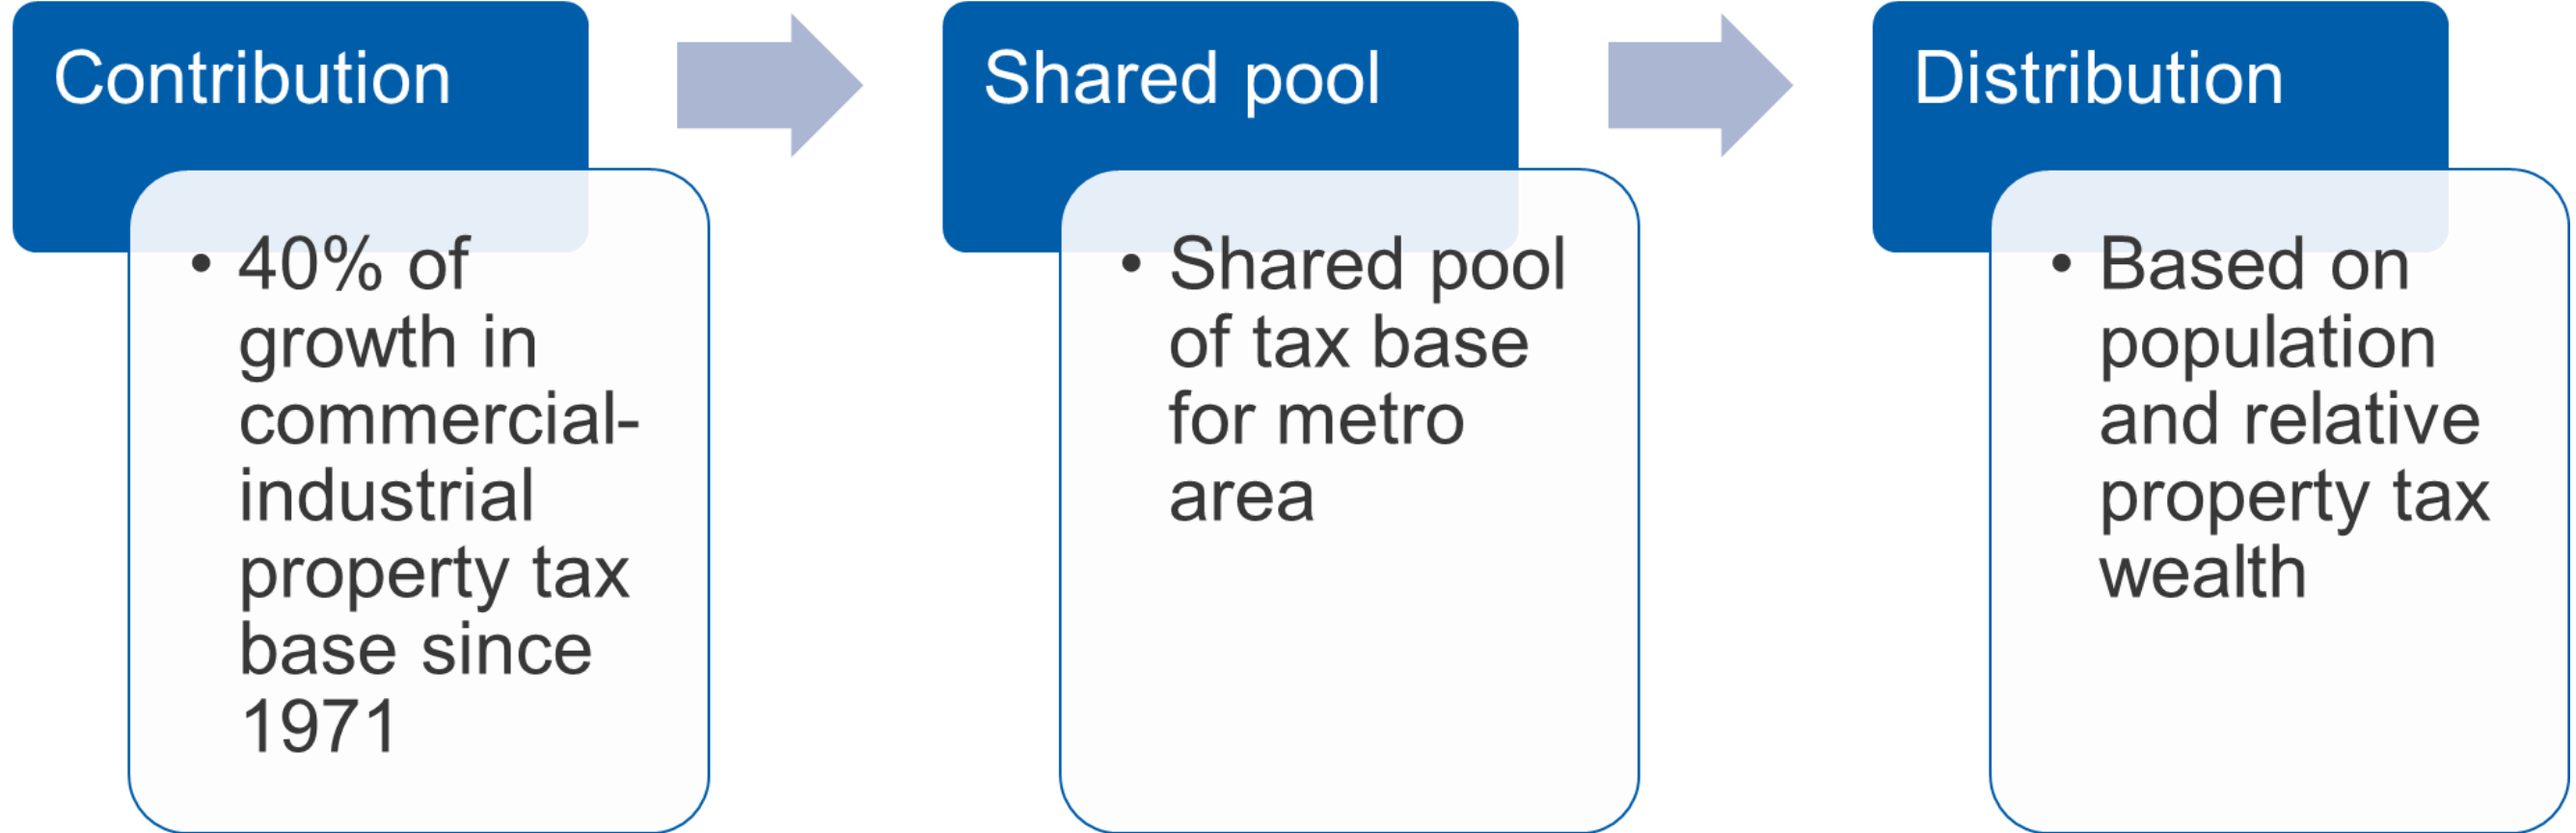 Contribution
• 40% of
growth in
commercial-
industrial
property tax
base since
1971
Shared pool
• Shared pool
of tax base
for metro
area
Distribution
• Based on
population
and relative
property tax
wealth